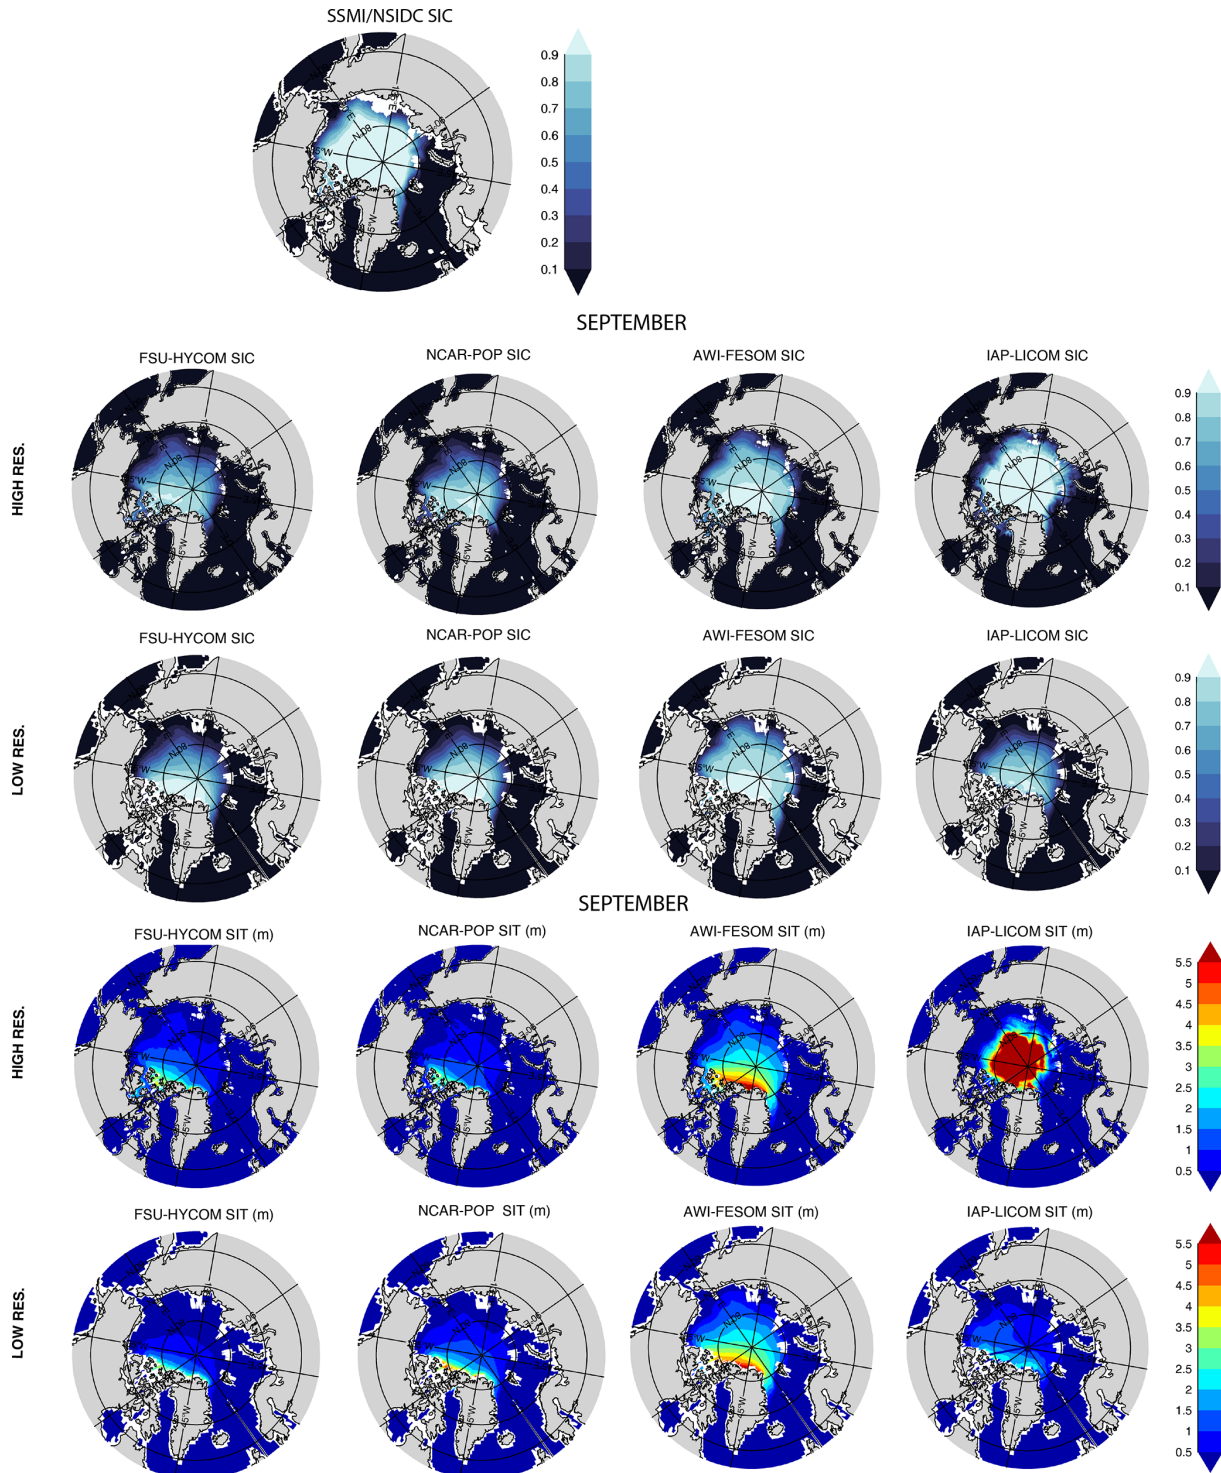 SSMI/NSIDC SIC
0.9
0.8
0.7
0.6
0.5
0.4
0.3
0.2
0.1
SEPTEMBER
HIGH RES.
FSU-HYCOM SIC
NCAR-POP SIC
AWI-FESOM SIC
IAP-LICOM SIC
0.9
0.8
0.7
0.6
0.5
0.4
0.3
0.2
0.1
LOW RES.
FSU-HYCOM SIC
NCAR-POP SIC
AWI-FESOM SIC
IAP-LICOM SIC
0.9
0.8
0.7
0.6
0.5
0.4
0.3
0.2
0.1
SEPTEMBER
HIGH RES.
FSU-HYCOM SIT (m)
NCAR-POP SIT (m)
AWI-FESOM SIT (m)
IAP-LICOM SIT (m)
5.5
5
4.5
4
3.5
3
2.5
2
1.5
1
0.5
LOW RES.
FSU-HYCOM SIT (m)
NCAR-POP SIT (m)
AWI-FESOM SIT (m)
IAP-LICOM SIT (m)
5.5
5
4.5
4
3.5
3
2.5
2
1.5
1
0.5